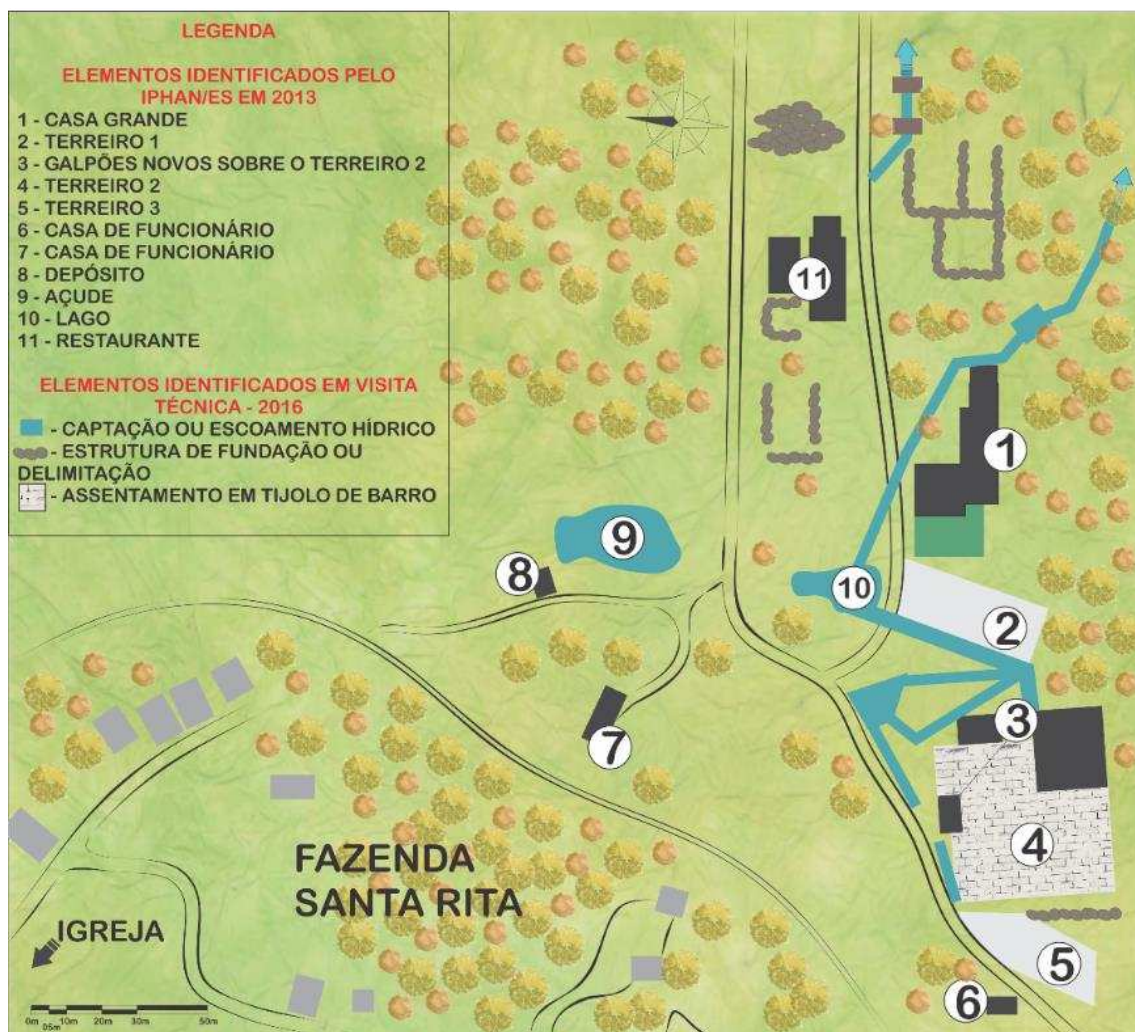 LEGENDA
ELEMENTOS IDENTIFICADOS PELO
IPHAN/ES EM 2013
1 - CASA GRANDE
2 - TERREIRO 1
3 - GALPÕES NOVOS SOBRE O TERREIRO 2
4 - TERREIRO 2
5 - TERREIRO 3
6 - CASA DE FUNCIONÁRIO
7 - CASA DE FUNCIONÁRIO
8 - DEPÓSITO
9 - AÇUDE
10 - LAGO
11 - RESTAURANTE
ELEMENTOS IDENTIFICADOS EM VISITA
TÉCNICA - 2016
- CAPTAÇÃO OU ESCOAMENTO HÍDRICO
- ESTRUTURA DE FUNDAÇÃO OU
DELIMITAÇÃO
- ASSENTAMENTO EM TIJOLO DE BARRO
11
1
9
8
10
2
3
7
4
FAZENDA
SANTA RITA
IGREJA
5
6
0m 10m 20m 30m 50m
05m